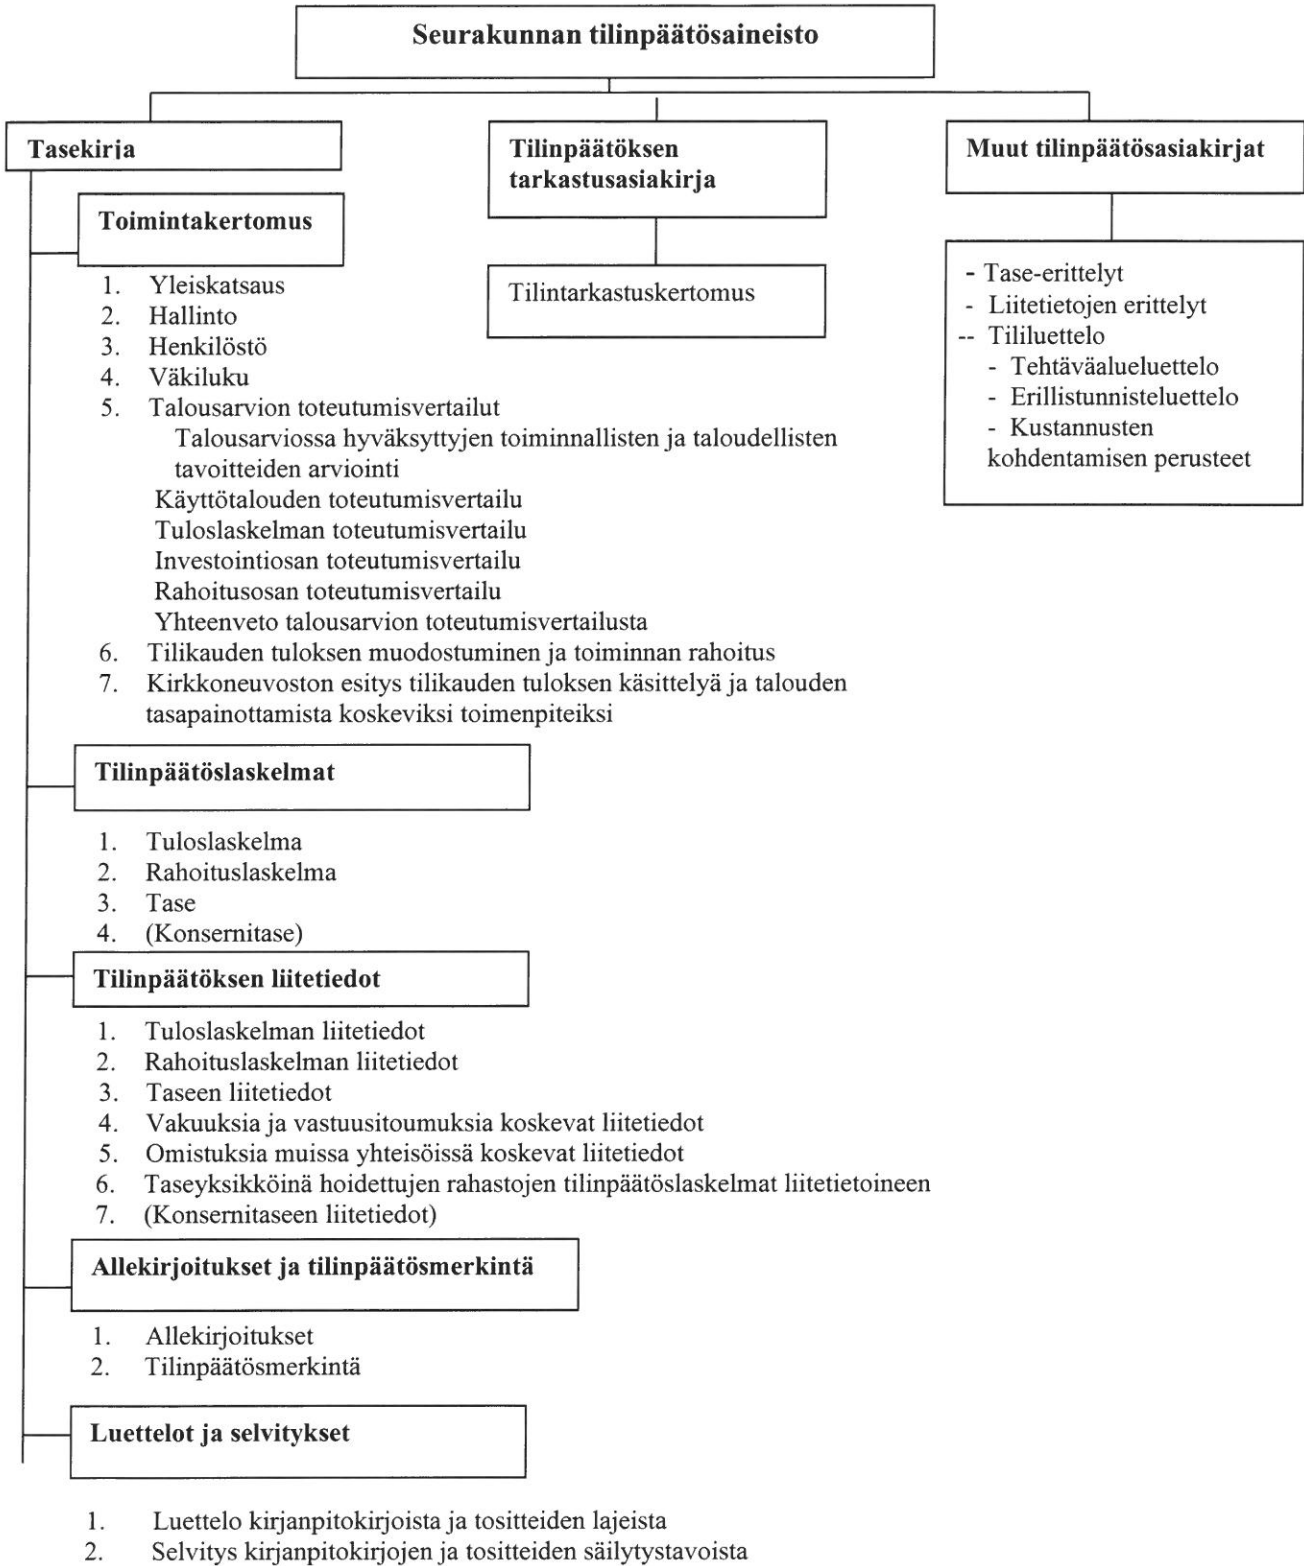 Seurakunnan tilinpäätösaineisto
Tasekirja
Tilinpäätöksen
tarkastusasiakirja
Muut tilinpäätösasiakirjat
Toimintakertomus
Tilintarkastuskertomus
- Tase-erittelyt
- Liitetietojen erittelyt
-- Tililuettelo
- Tehtäväalueluettelo
- Erillistunnisteluettelo
- Kustannusten
kohdentamisen perusteet
1. Yleiskatsaus
2. Hallinto
3. Henkilöstö
4. Väkiluku
5. Talousarvion toteutumisvertailut
Talousarviossa hyväksyttyjen toiminnallisten ja taloudellisten
tavoitteiden arviointi
Käyttötalouden toteutumisvertailu
Tuloslaskelman toteutumisvertailu
Investointiosan toteutumisvertailu
Rahoitusosan toteutumisvertailu
Yhteenveto talousarvion toteutumisvertailusta
6. Tilikauden tuloksen muodostuminen ja toiminnan rahoitus
7. Kirkkoneuvoston esitys tilikauden tuloksen käsittelyä ja talouden
tasapainottamista koskeviksi toimenpiteiksi
Tilinpäätöslaskelmat
1. Tuloslaskelma
2. Rahoituslaskelma
3. Tase
4. (Konsernitase)
Tilinpäätöksen liitetiedot
1. Tuloslaskelman liitetiedot
2. Rahoituslaskelman liitetiedot
3. Taseen liitetiedot
4. Vakuuksia ja vastuusitoumuksia koskevat liitetiedot
5. Omistuksia muissa yhteisöissä koskevat liitetiedot
6. Taseyksikköinä hoidettujen rahastojen tilinpäätöslaskelmat liitetietoineen
7. (Konsernitaseen liitetiedot)
Allekirjoitukset ja tilinpäätösmerkintä
1. Allekirjoitukset
2. Tilinpäätösmerkintä
Luettelot ja selvitykset
1. Luettelo kirjanpitokirjoista ja tositteiden lajeista
2. Selvitys kirjanpitokirjojen ja tositteiden säilytystavoista